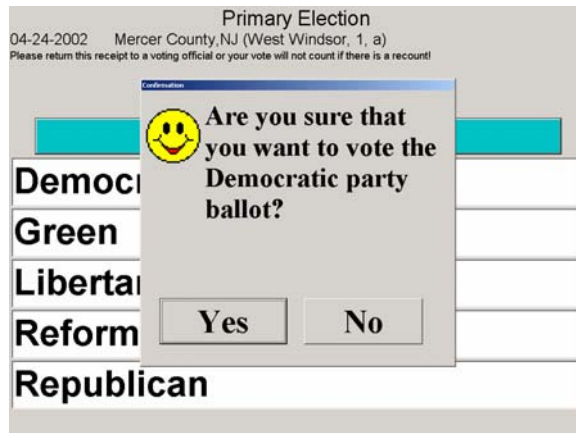 Primary Election
04-24-2002 Mercer County,NJ (West Windsor, 1, a)
Please return this receipt to a voting official or your vote will not count if there is a recount!
Confirmation
Are you sure that
you want to vote the
Democratic party
ballot?
Democr
Green
Libertar
Reform
Yes No
Republican